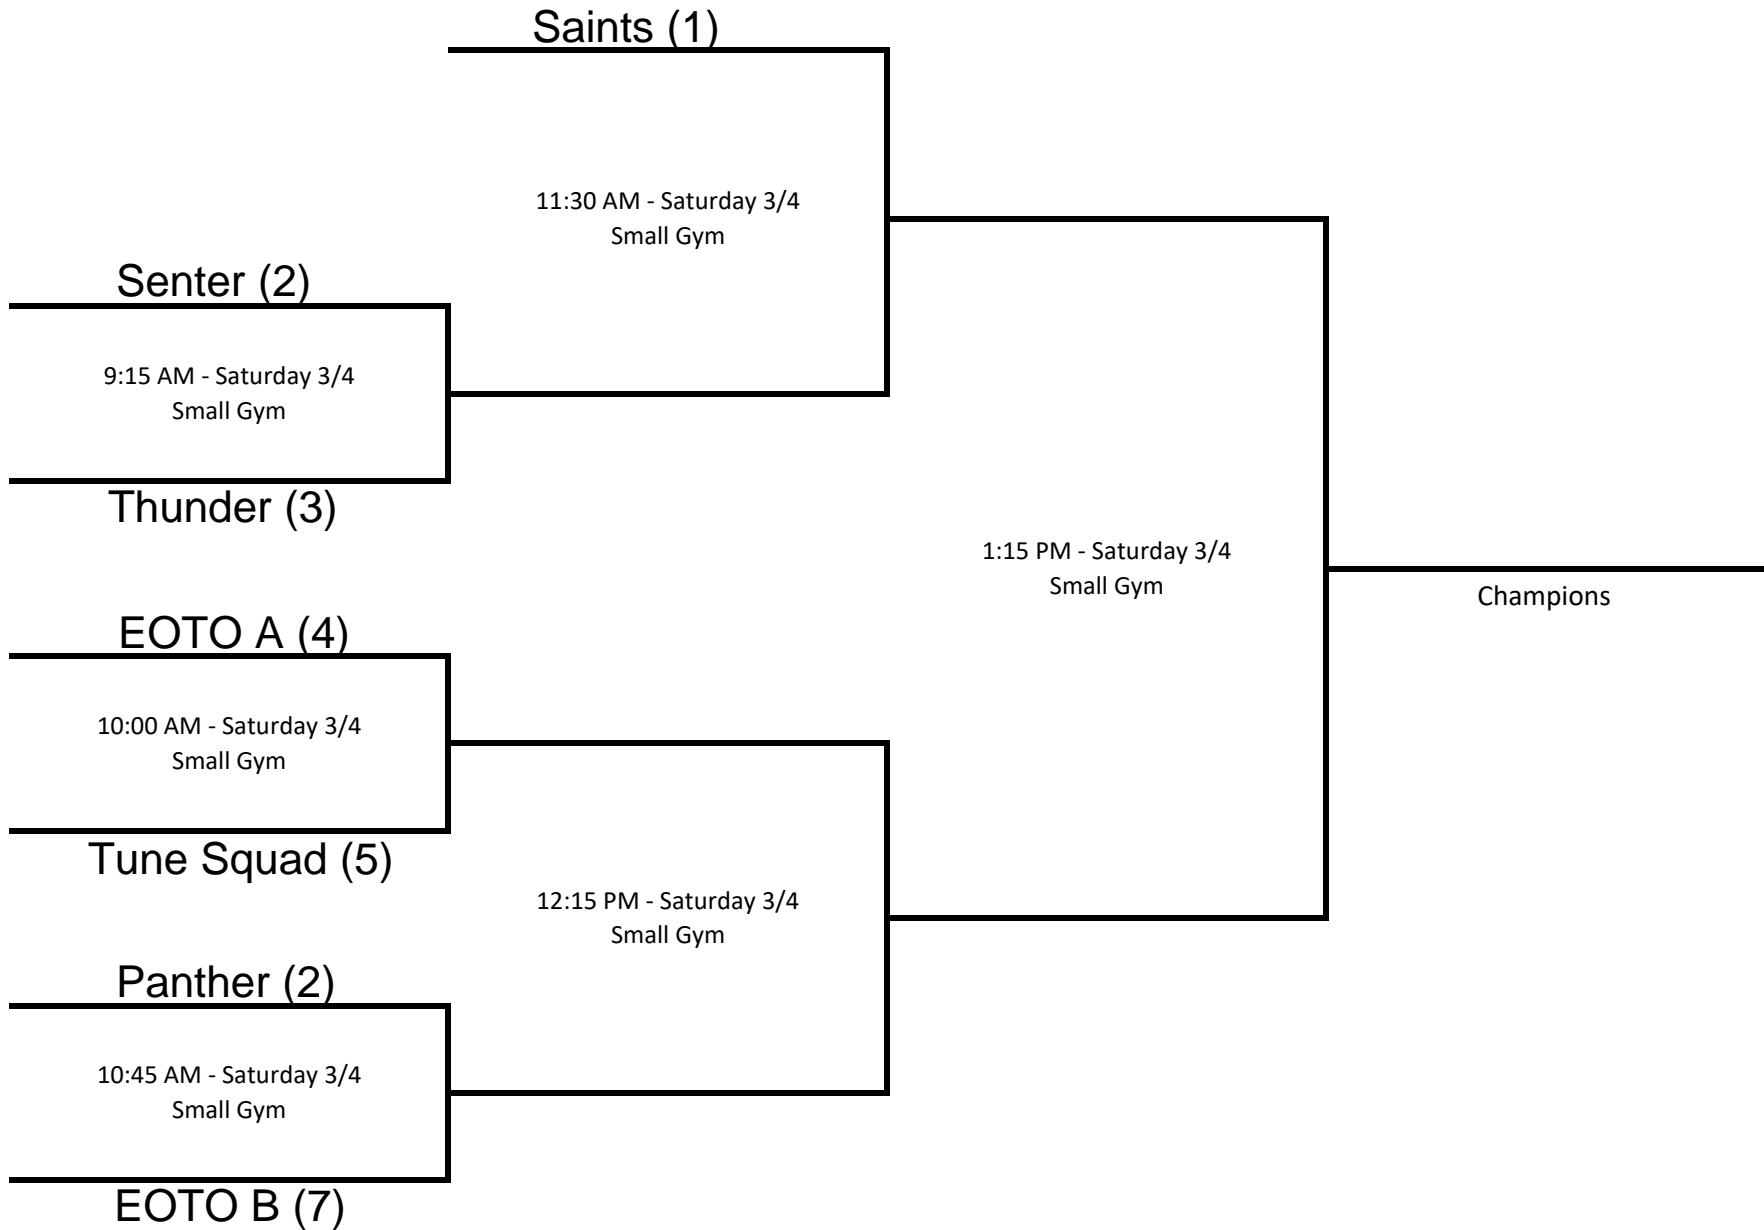 Saints (1)
11:30 AM - Saturday 3/4
Small Gym
Senter (2)
9:15 AM - Saturday 3/4
Small Gym
Thunder (3)
1:15 PM - Saturday 3/4
Small Gym
Champions
EOTO A (4)
10:00 AM - Saturday 3/4
Small Gym
Tune Squad (5)
12:15 PM - Saturday 3/4
Small Gym
Panther (2)
10:45 AM - Saturday 3/4
Small Gym
EOTO B (7)